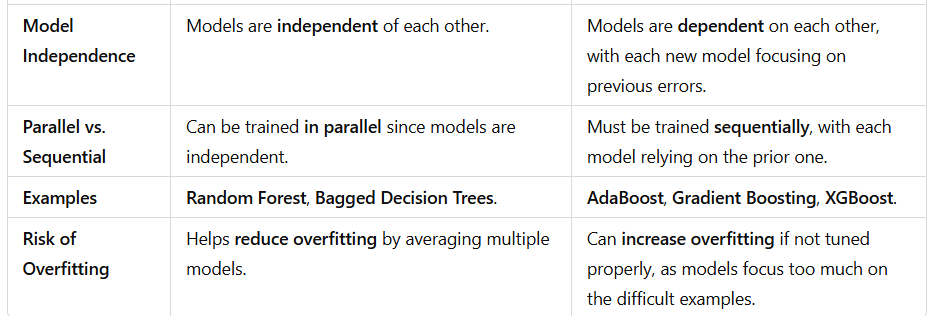 Model
Independence
Models are independent of each other.
Models are dependent on each other,
with each new model focusing on
previous errors.
Parallel vs.
Sequential
Can be trained in parallel since models are
independent.
Must be trained sequentially, with each
model relying on the prior one.
Examples
Random Forest, Bagged Decision Trees.
AdaBoost, Gradient Boosting, XGBoost.
Risk of
Overfitting
Helps reduce overfitting by averaging multiple
models.
Can increase overfitting if not tuned
properly, as models focus too much on
the difficult examples.